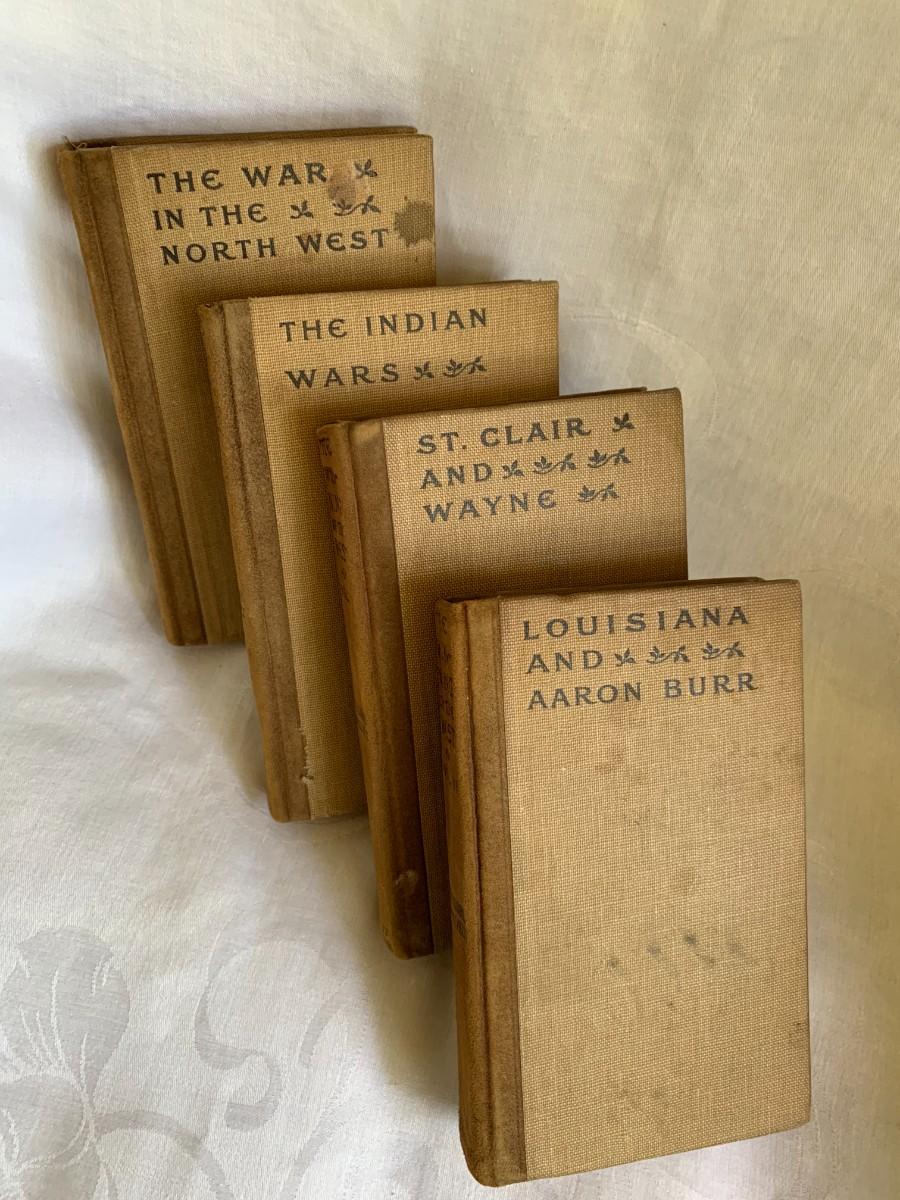 THE WAR
IN THE
NORTH WEST
THE INDIAN
WARS
ST. CLAIR
AND
WAYNE
LOUISIANA
AND
AARON BURR